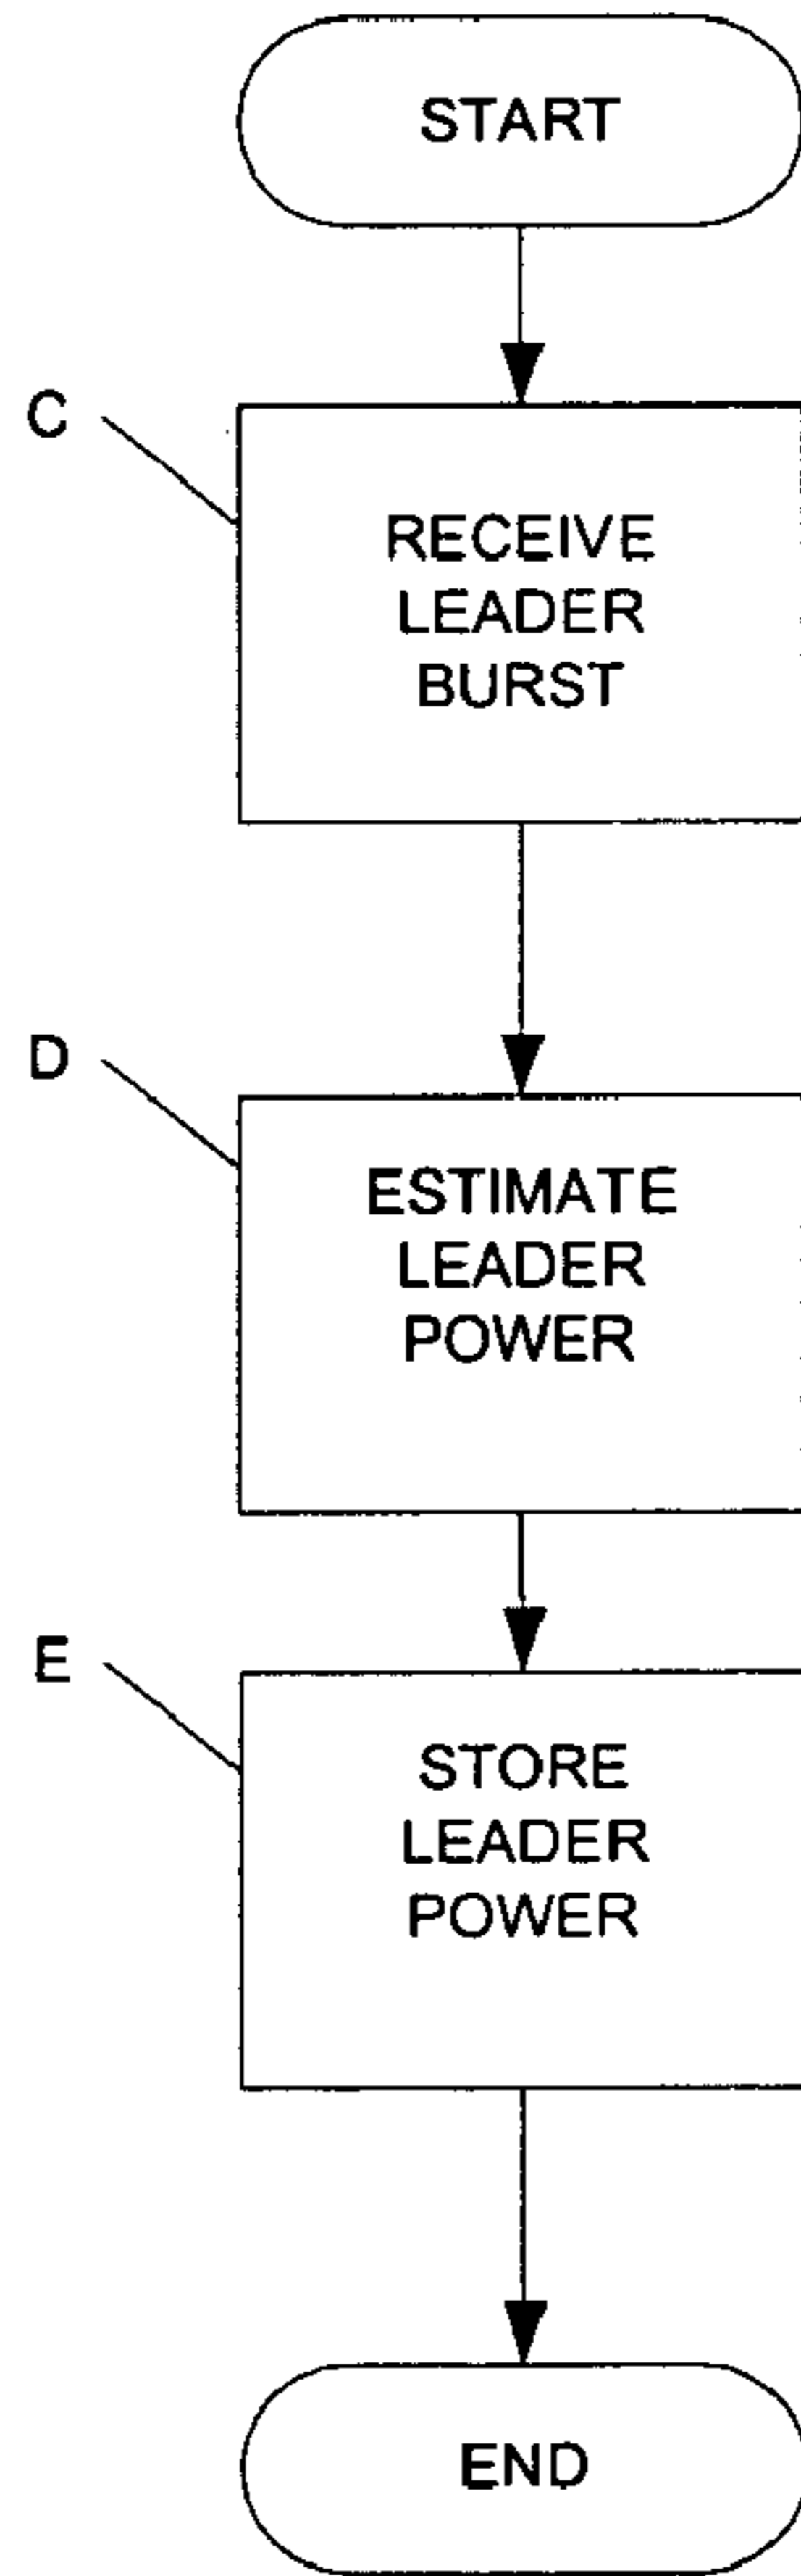 START
C
RECEIVE
LEADER
BURST
D
ESTIMATE
LEADER
POWER
E
STORE
LEADER
POWER
END